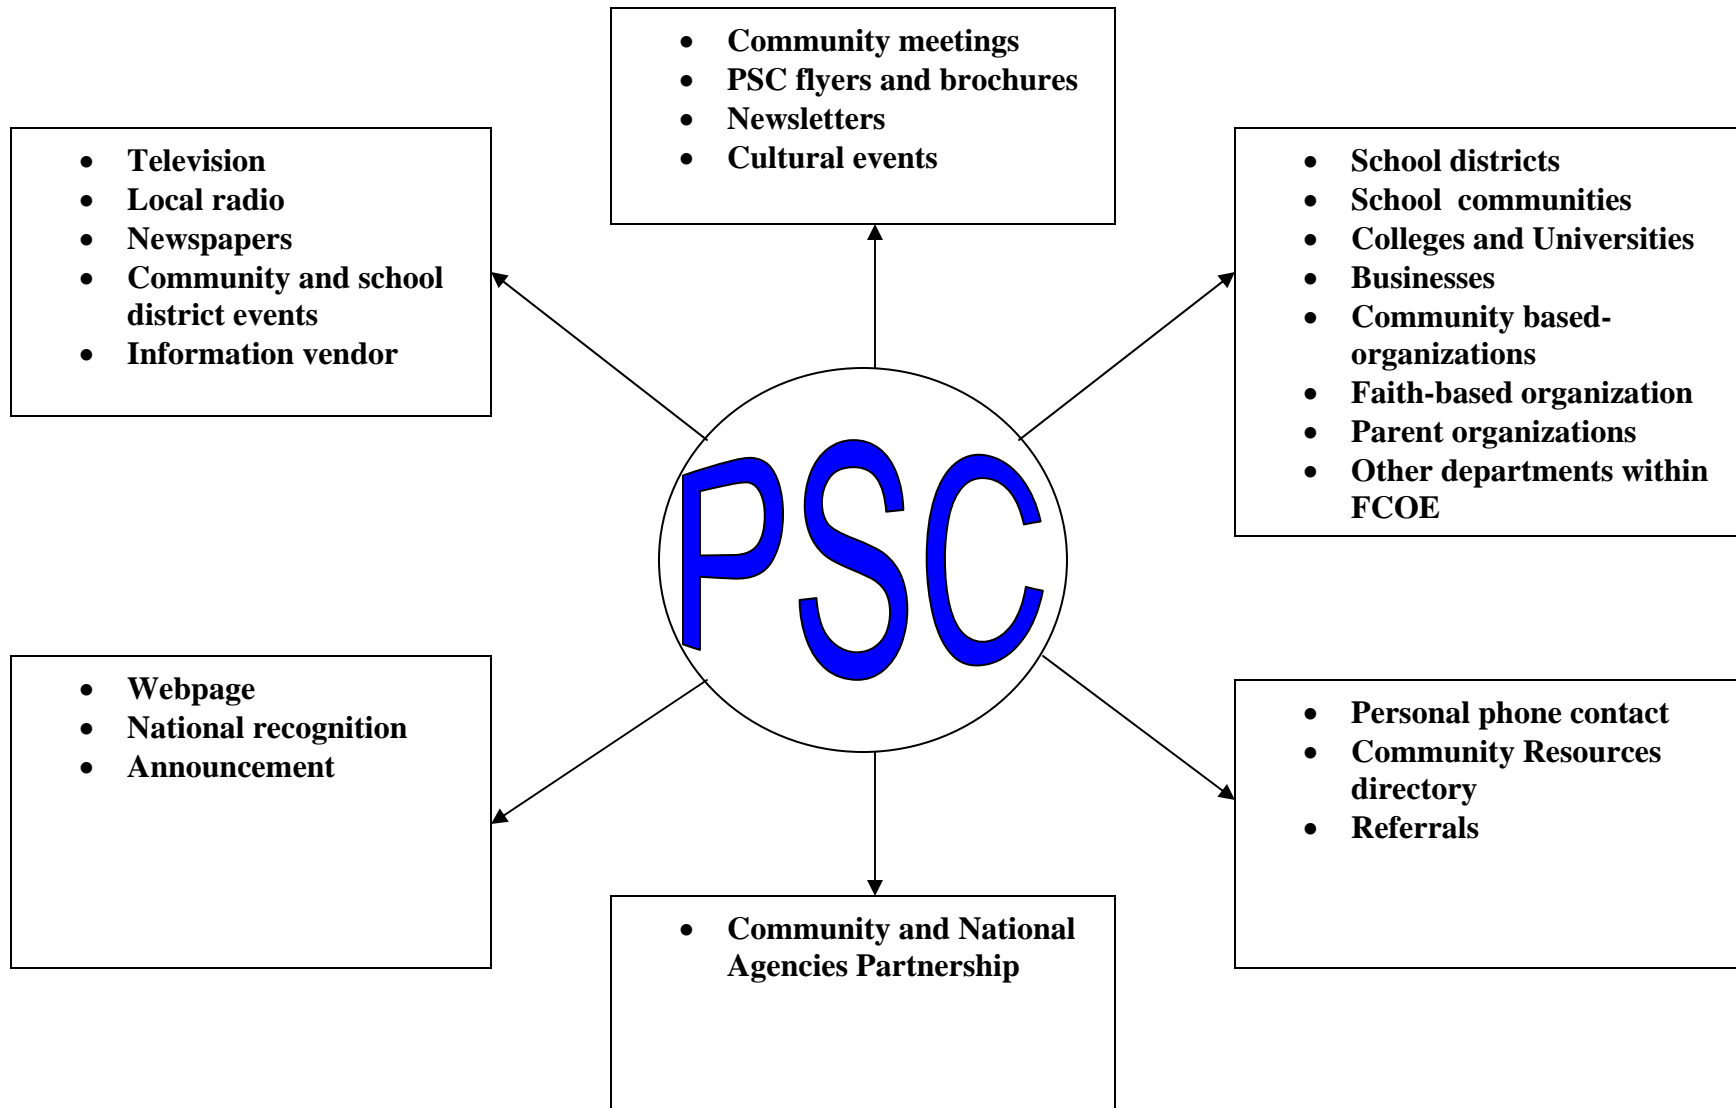 • Community meetings
• PSC flyers and brochures
• Newsletters
• Cultural events
• Television
• Local radio
• Newspapers
• Community and school
district events
• Information vendor
• School districts
• School  communities
• Colleges and Universities
• Businesses
• Community based-
organizations
• Faith-based organization
• Parent organizations
• Other departments within
FCOE
PSC
• Webpage
• National recognition
• Announcement
• Personal phone contact
• Community Resources
directory
• Referrals
• Community and National
Agencies Partnership